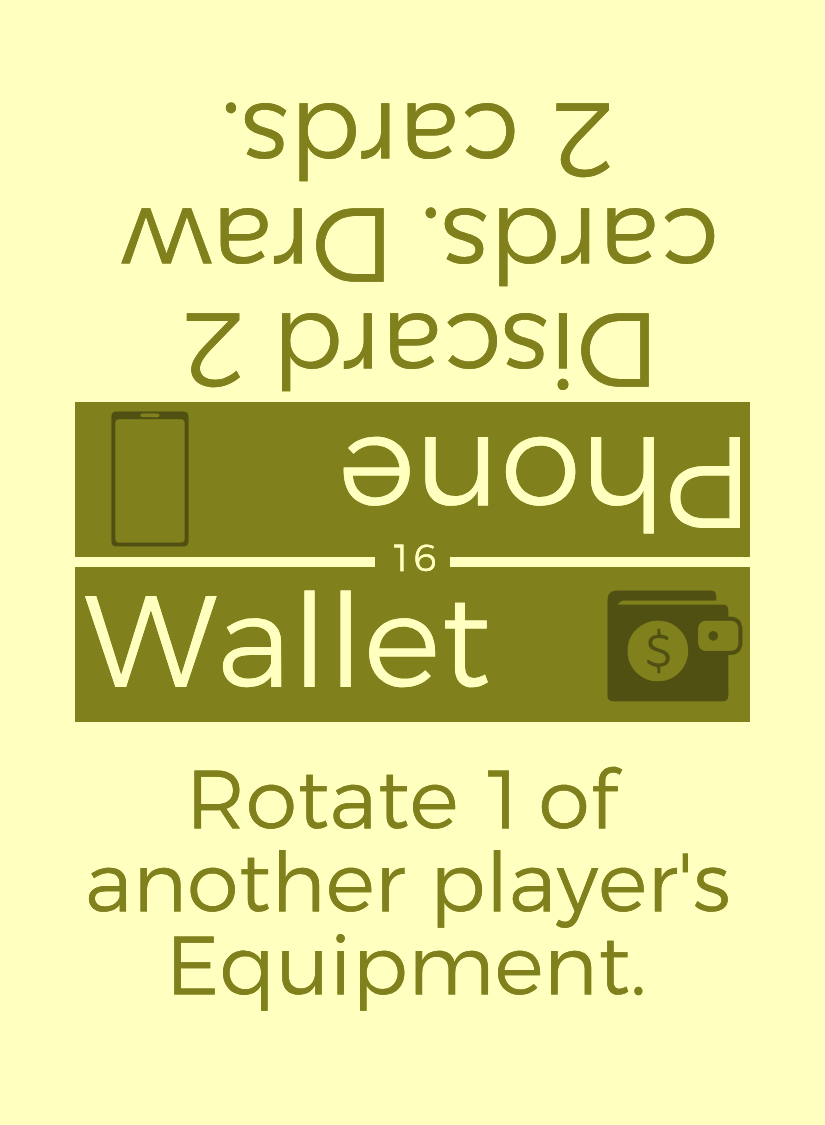 Discard 2
cards. Draw
2 cards.
Phone
16
Wallet
$
Rotate 1 of
another player's
Equipment.